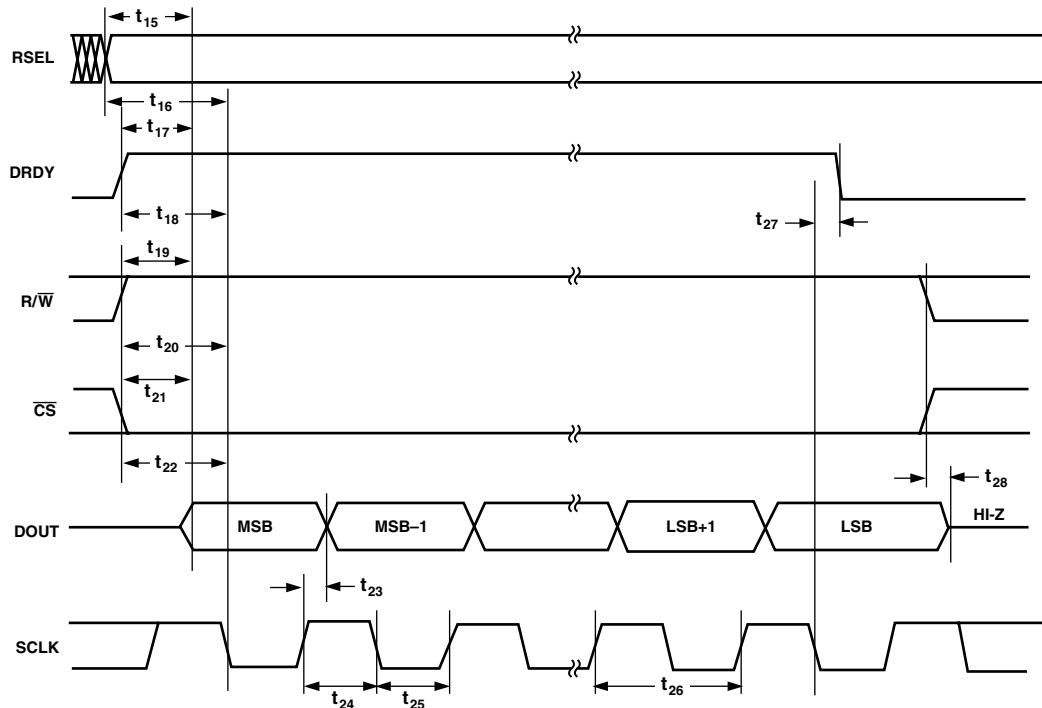 t15
RSEL
t16
t17
DRDY
t18
t27
t19
R/W̅
t20
t21
C̅S̅
t22
t28
DOUT
MSB
MSB–1
LSB+1
LSB
HI-Z
t23
SCLK
t24
t25
t26